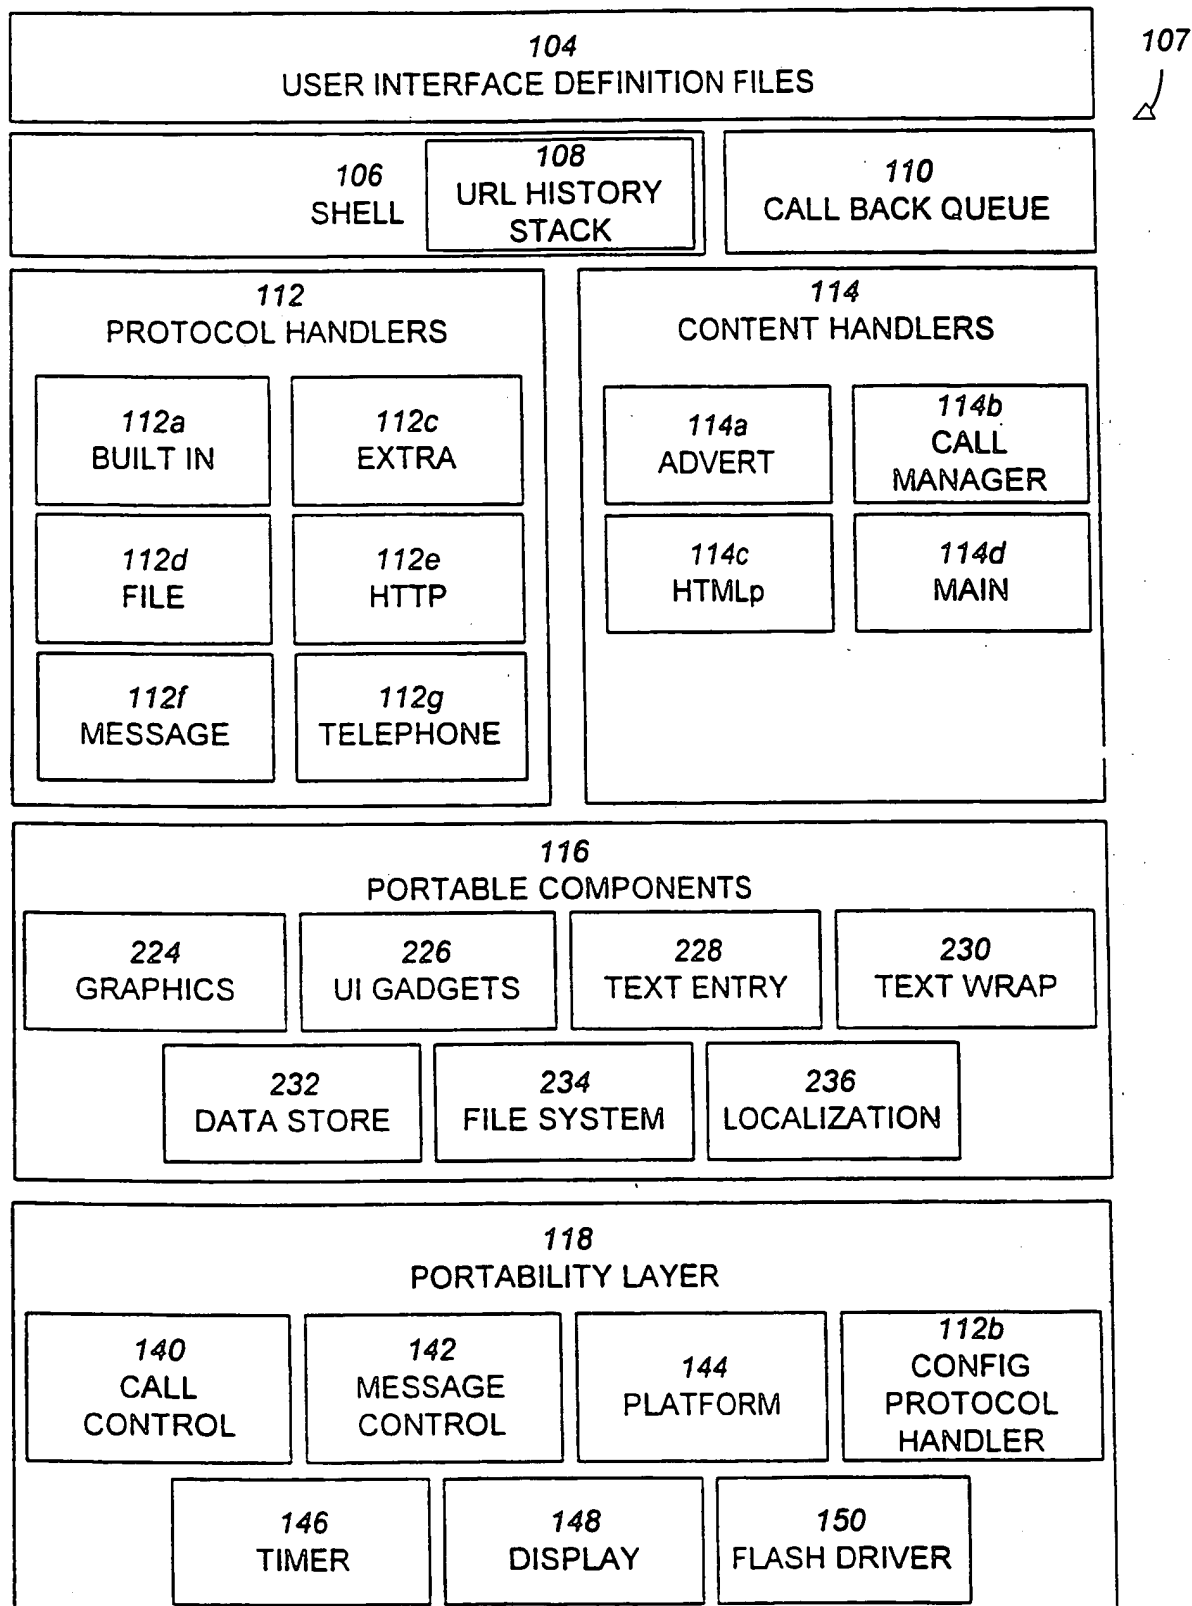 104
USER INTERFACE DEFINITION FILES
107
106
SHELL
108
URL HISTORY
STACK
110
CALL BACK QUEUE
112
PROTOCOL HANDLERS
112a
BUILT IN
112c
EXTRA
112d
FILE
112e
HTTP
112f
MESSAGE
112g
TELEPHONE
114
CONTENT HANDLERS
114a
ADVERT
114b
CALL
MANAGER
114c
HTMLp
114d
MAIN
116
PORTABLE COMPONENTS
224
GRAPHICS
226
UI GADGETS
228
TEXT ENTRY
230
TEXT WRAP
232
DATA STORE
234
FILE SYSTEM
236
LOCALIZATION
118
PORTABILITY LAYER
140
CALL
CONTROL
142
MESSAGE
CONTROL
144
PLATFORM
112b
CONFIG
PROTOCOL
HANDLER
146
TIMER
148
DISPLAY
150
FLASH DRIVER